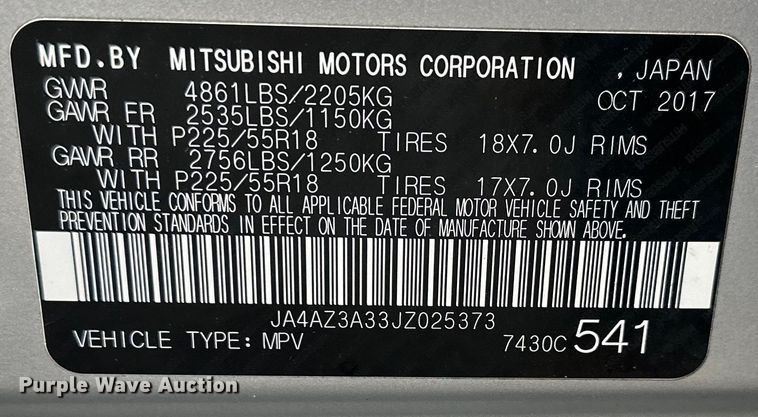 MFD.BY MITSUBISHI MOTORS CORPORATION , JAPAN
GVWR 4861LBS/2205KG OCT 2017
GAWR FR 2535LBS/1150KG
WITH P225/55R18 TIRES 18X7.0J RIMS
GAWR RR 2756LBS/1250KG
WITH P225/55R18 TIRES 17X7.0J RIMS
THIS VEHICLE CONFORMS TO ALL APPLICABLE FEDERAL MOTOR VEHICLE SAFETY AND THEFT
PREVENTION STANDARDS IN EFFECT ON THE DATE OF MANUFACTURE SHOWN ABOVE.
JA4AZ3A33JZ025373
VEHICLE TYPE: MPV 7430C 541
Purple Wave Auction